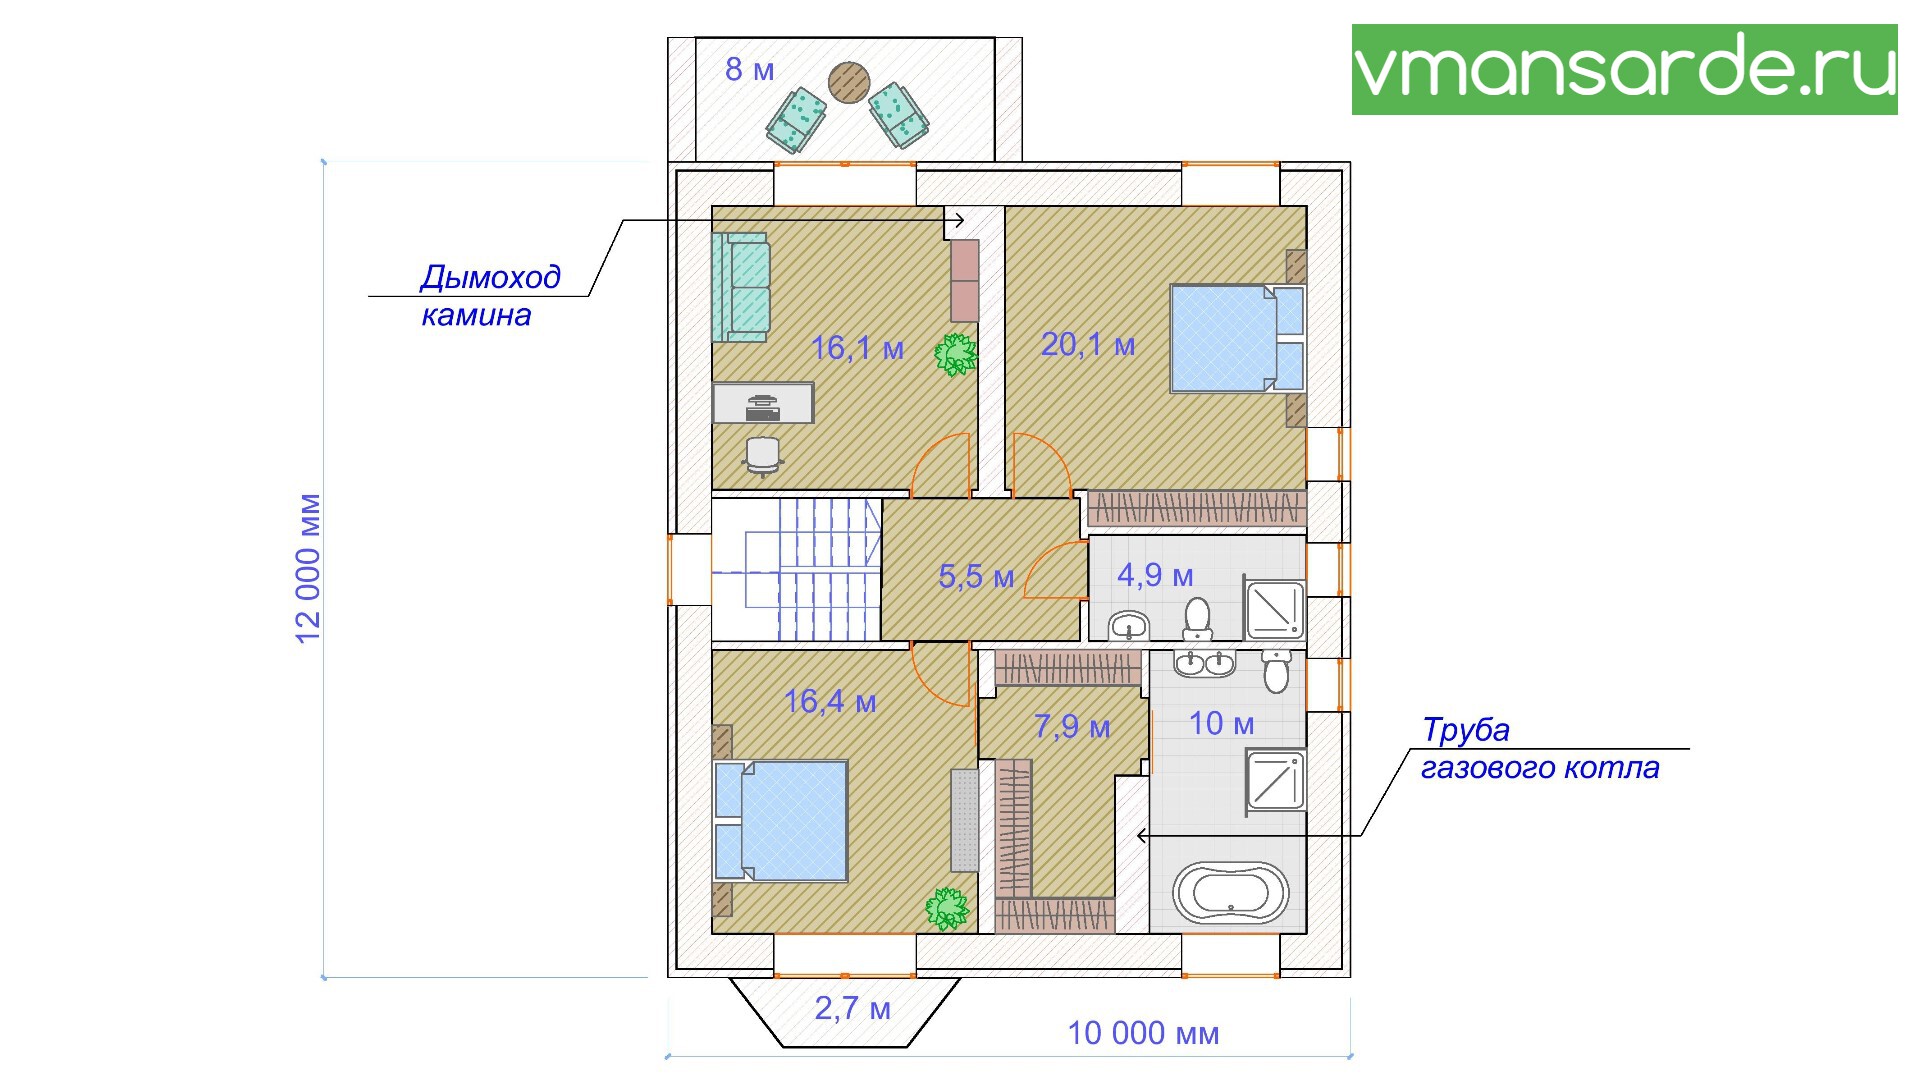 vmansarde.ru
8 м
Дымоход
камина
16,1 м
20,1 м
12 000 мм
5,5 м
4,9 м
16,4 м
7,9 м
10 м
Труба
газового котла
2,7 м
10 000 мм